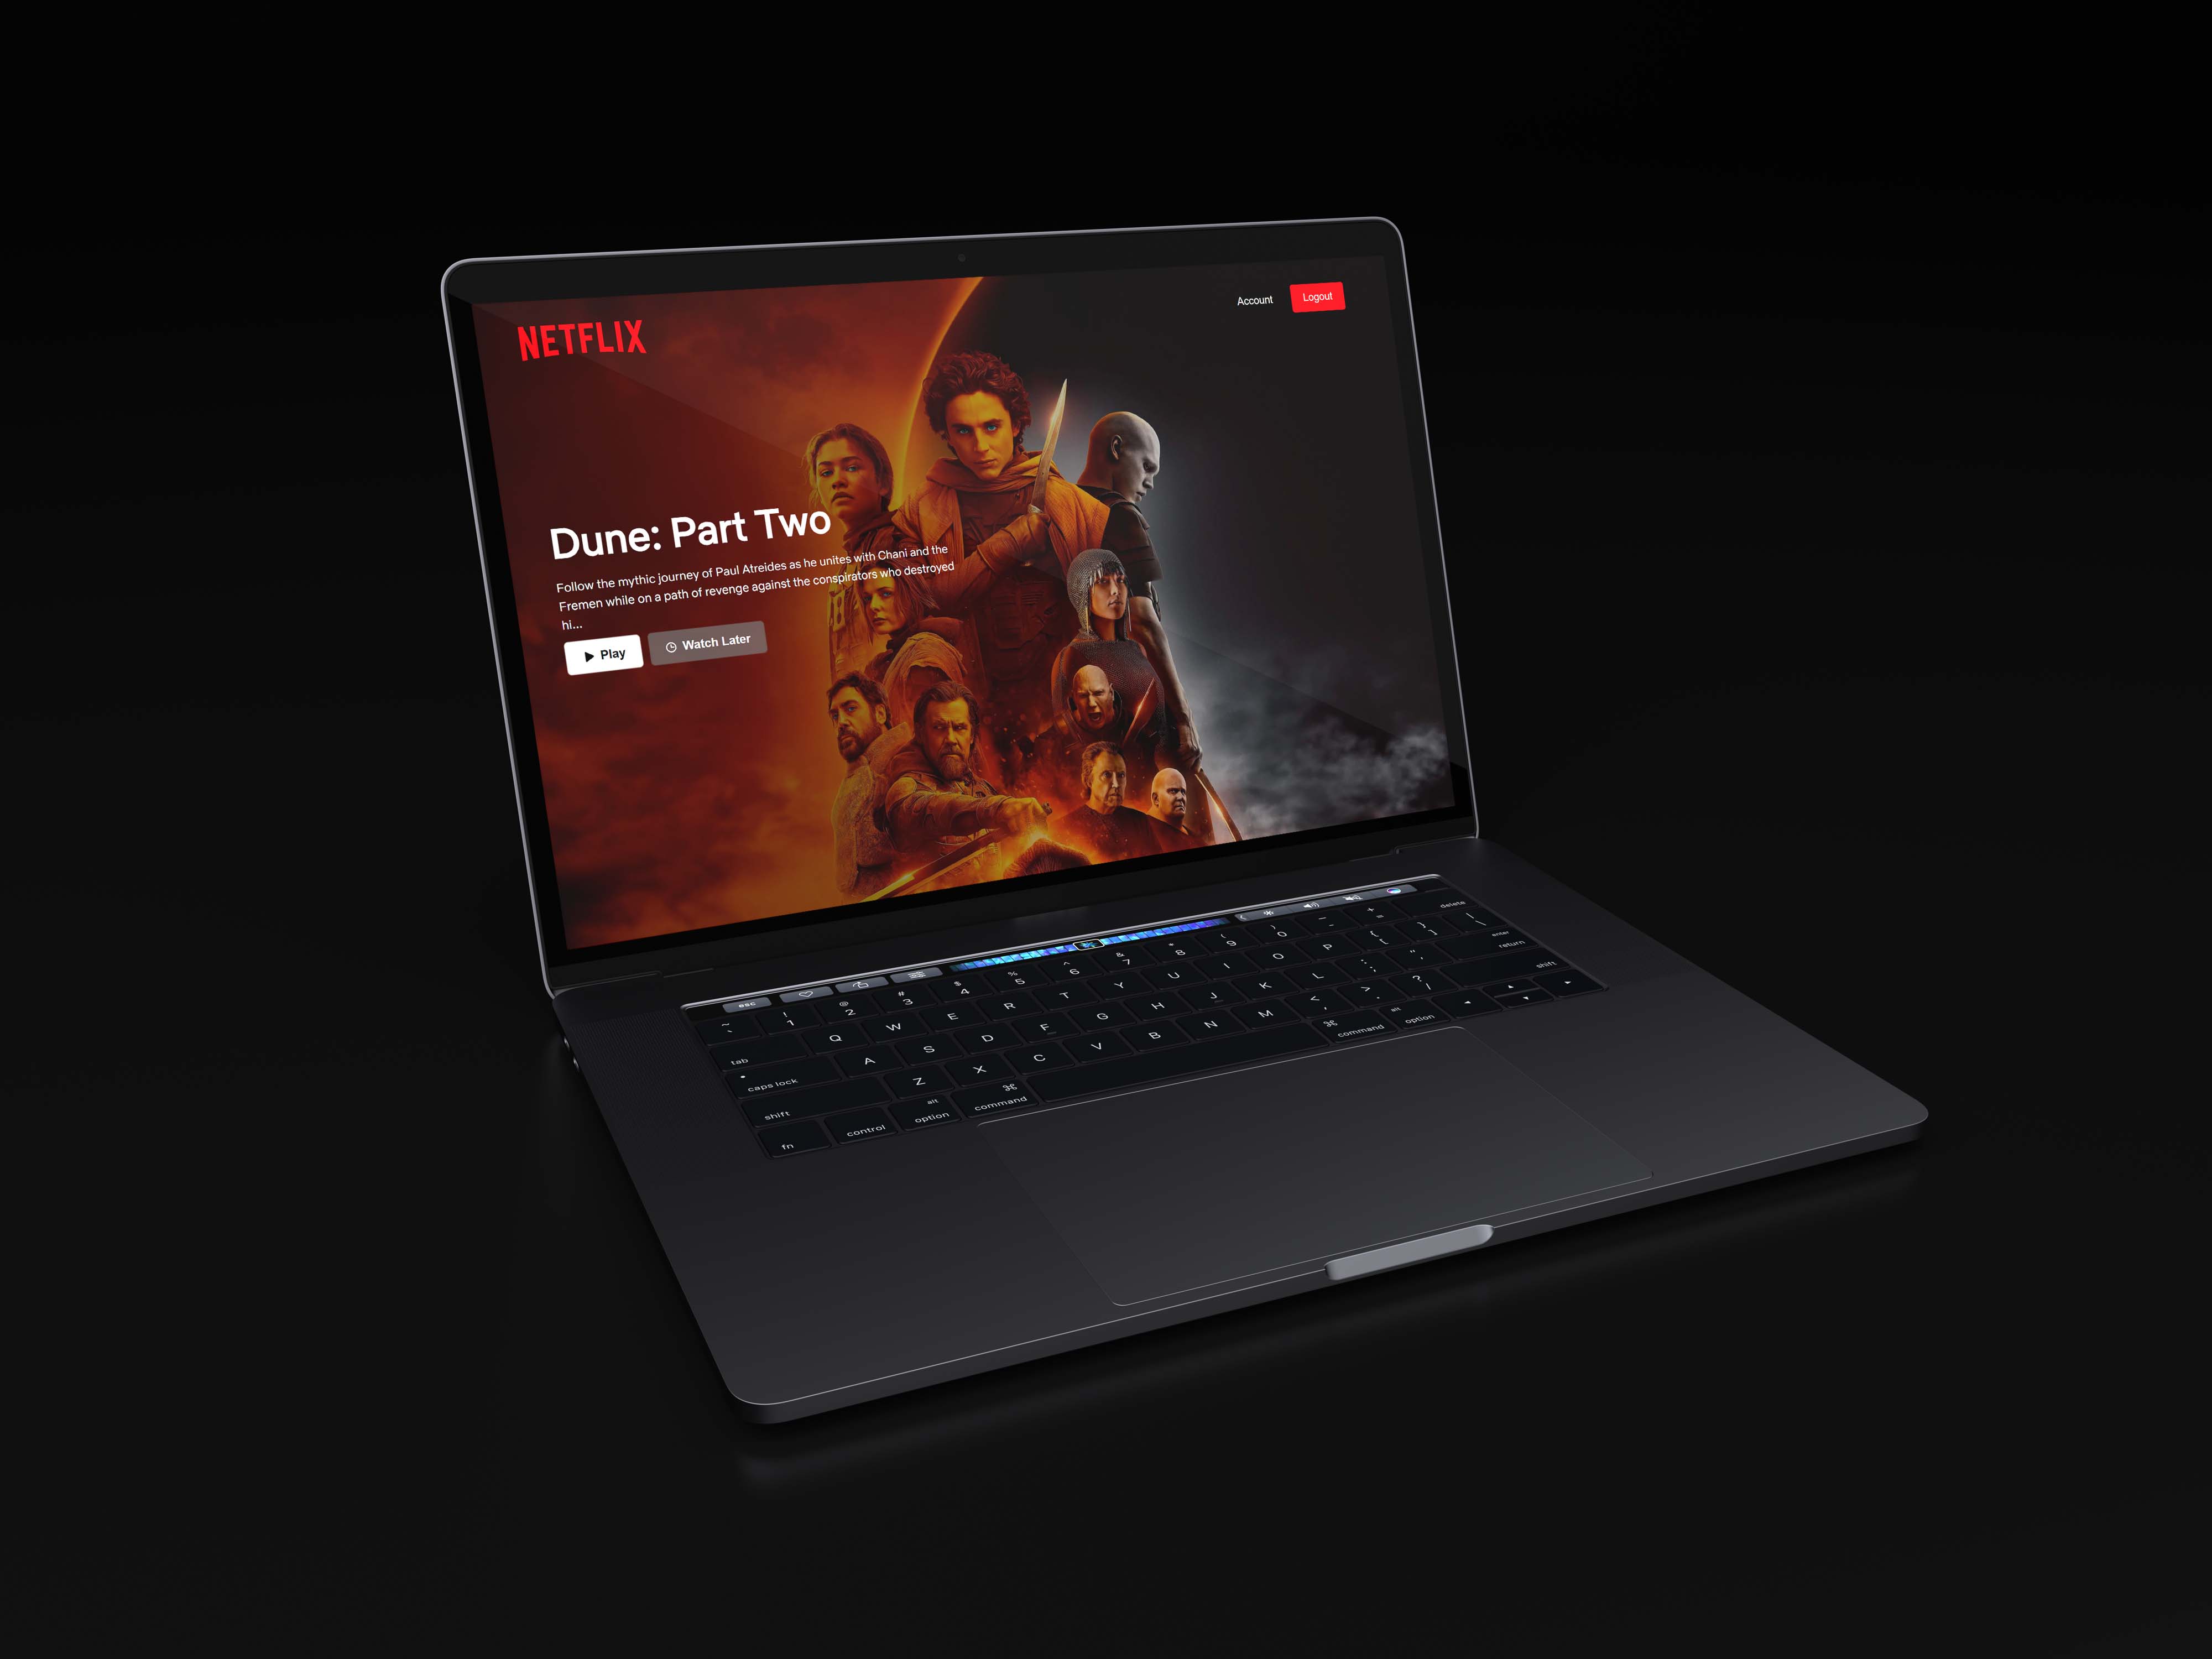 NETFLIX
Account
Logout
Dune: Part Two
Follow the mythic journey of Paul Atreides as he unites with Chani and the
Fremen while on a path of revenge against the conspirators who destroyed
hi...
Play
Watch Later
esc
~ ! @ # $ % ^ & * ( ) _ + delete
` 1 2 3 4 5 6 7 8 9 0 - =
tab Q W E R T Y U I O P { [ } ] | \
caps lock A S D F G H J K L : ; " ' enter return
shift Z X C V B N M < , > . ? / shift
fn control alt option ⌘ command ⌘ command alt option